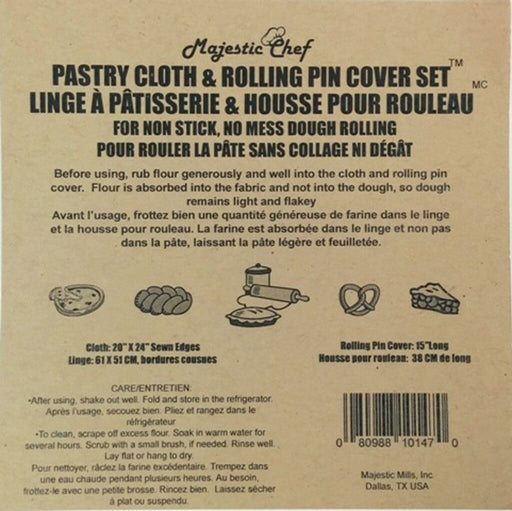 Majestic Chef
PASTRY CLOTH & ROLLING PIN COVER SET™
LINGE À PÂTISSERIE & HOUSSE POUR ROULEAU MC
FOR NON STICK, NO MESS DOUGH ROLLING
POUR ROULER LA PÂTE SANS COLLAGE NI DÉGÂT
Before using, rub flour generously and well into the cloth and rolling pin
cover. Flour is absorbed into the fabric and not into the dough, so dough
remains light and flakey
Avant l'usage, frottez bien une quantité généreuse de farine dans le linge
et la housse pour rouleau. La farine est absorbée dans le linge et non pas
dans la pâte, laissant la pâte légère et feuilletée.
Cloth: 20" X 24" Sewn Edges
Linge: 61 X 51 CM, bordures cousues
Rolling Pin Cover: 15"Long
Housse pour rouleau: 38 CM de long
CARE/ENTRETIEN:
•After using, shake out well. Fold and store in the refrigerator.
Après l'usage, secouez bien. Pliez et rangez dans le
réfrigérateur
•To clean, scrape off excess flour. Soak in warm water for
several hours. Scrub with a small brush, if needed. Rinse well.
Lay flat or hang to dry.
Pour nettoyer, râclez la farine excédentaire. Trempez dans
une eau chaude pendant plusieurs heures. Au besoin,
frottez-le avec une petite brosse. Rincez bien. Laissez sécher
à plat ou suspendu.
0 80988 10147 0
Majestic Mills, Inc
Dallas, TX USA